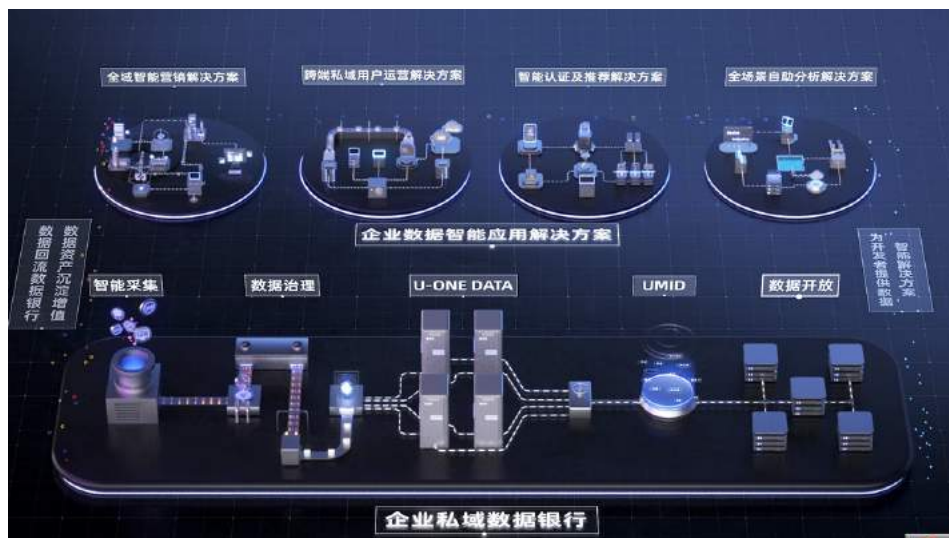 全域智能营销解决方案
跨端私域用户运营解决方案
智能认证及推荐解决方案
全场景自助分析解决方案
企业数据智能应用解决方案
数据资产沉淀增值
数据回流数据银行
智能解决方案
为开发者提供数据
智能采集
数据治理
U-ONE DATA
UMID
数据开放
企业私域数据银行